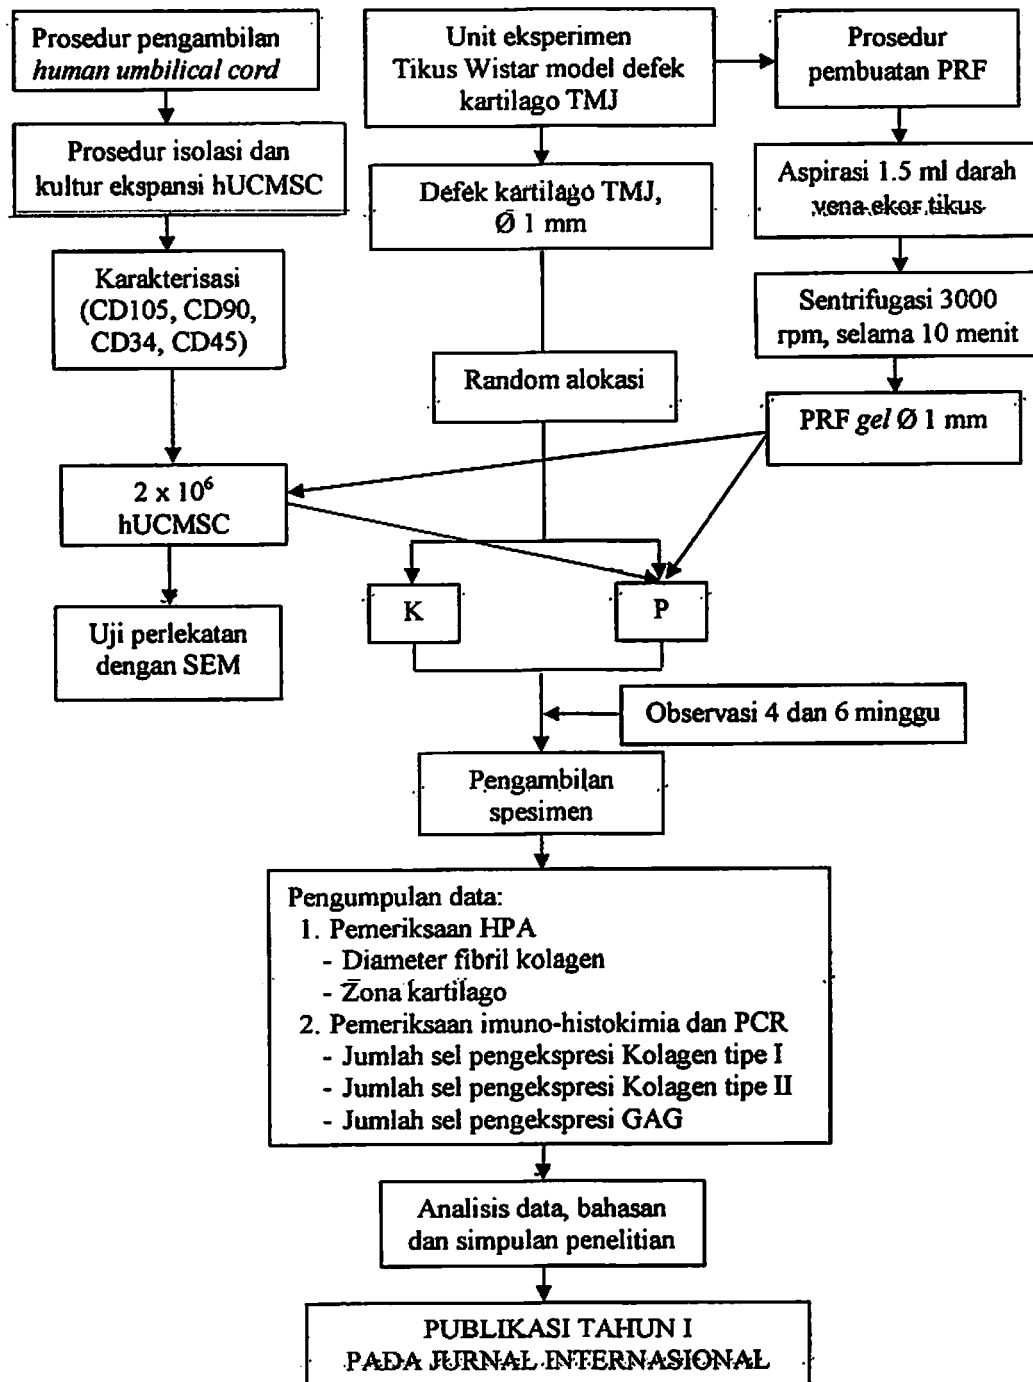 Prosedur pengambilan
human umbilical cord
Prosedur isolasi dan
kultur ekspansi hUCMSC
Karakterisasi
(CD105, CD90,
CD34, CD45)
2 x 10⁶
hUCMSC
Uji perlekatan
dengan SEM
Unit eksperimen
Tikus Wistar model defek
kartilago TMJ
Defek kartilago TMJ,
Ø 1 mm
Random alokasi
K
P
Prosedur
pembuatan PRF
Aspirasi 1.5 ml darah
vena ekor tikus
Sentrifugasi 3000
rpm, selama 10 menit
PRF gel Ø 1 mm
Observasi 4 dan 6 minggu
Pengambilan
spesimen
Pengumpulan data:
1. Pemeriksaan HPA
- Diameter fibril kolagen
- Zona kartilago
2. Pemeriksaan imuno-histokimia dan PCR
- Jumlah sel pengekspresi Kolagen tipe I
- Jumlah sel pengekspresi Kolagen tipe II
- Jumlah sel pengekspresi GAG
Analisis data, bahasan
dan simpulan penelitian
PUBLIKASI TAHUN I
PADA JURNAL INTERNASIONAL